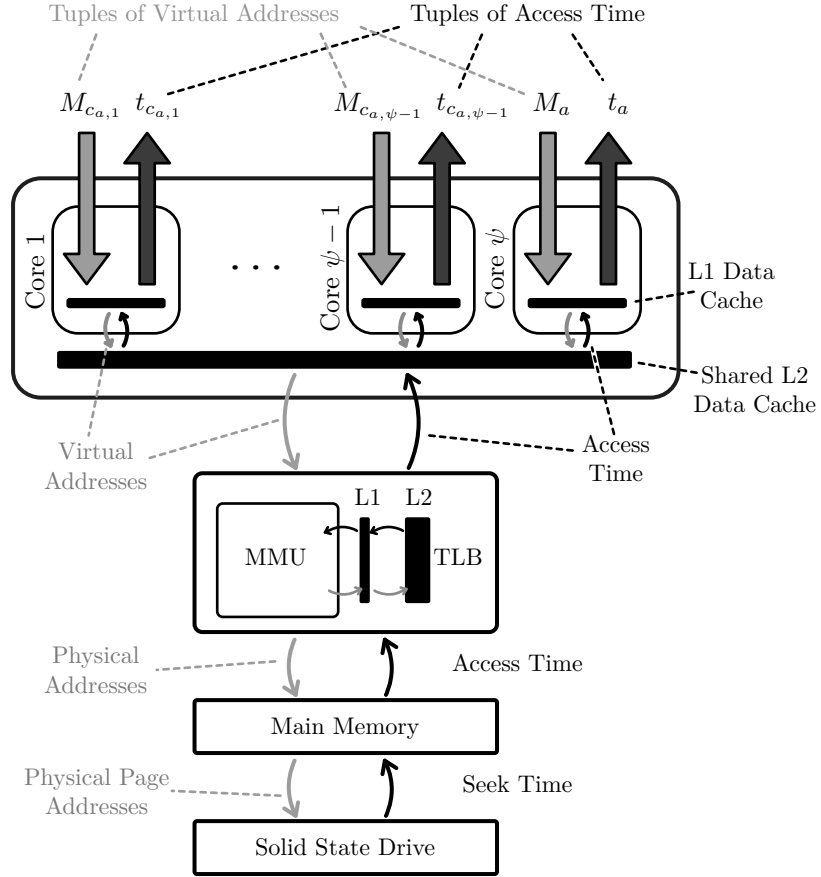 Tuples of Virtual Addresses
Tuples of Access Time
M_{c_{a,1}} t_{c_{a,1}}
M_{c_{a,ψ−1}} t_{c_{a,ψ−1}}
M_a t_a
Core 1
· · ·
Core ψ − 1
Core ψ
L1 Data
Cache
Shared L2
Data Cache
Virtual
Addresses
Access
Time
L1 L2
MMU
TLB
Physical
Addresses
Access Time
Main Memory
Physical Page
Addresses
Seek Time
Solid State Drive